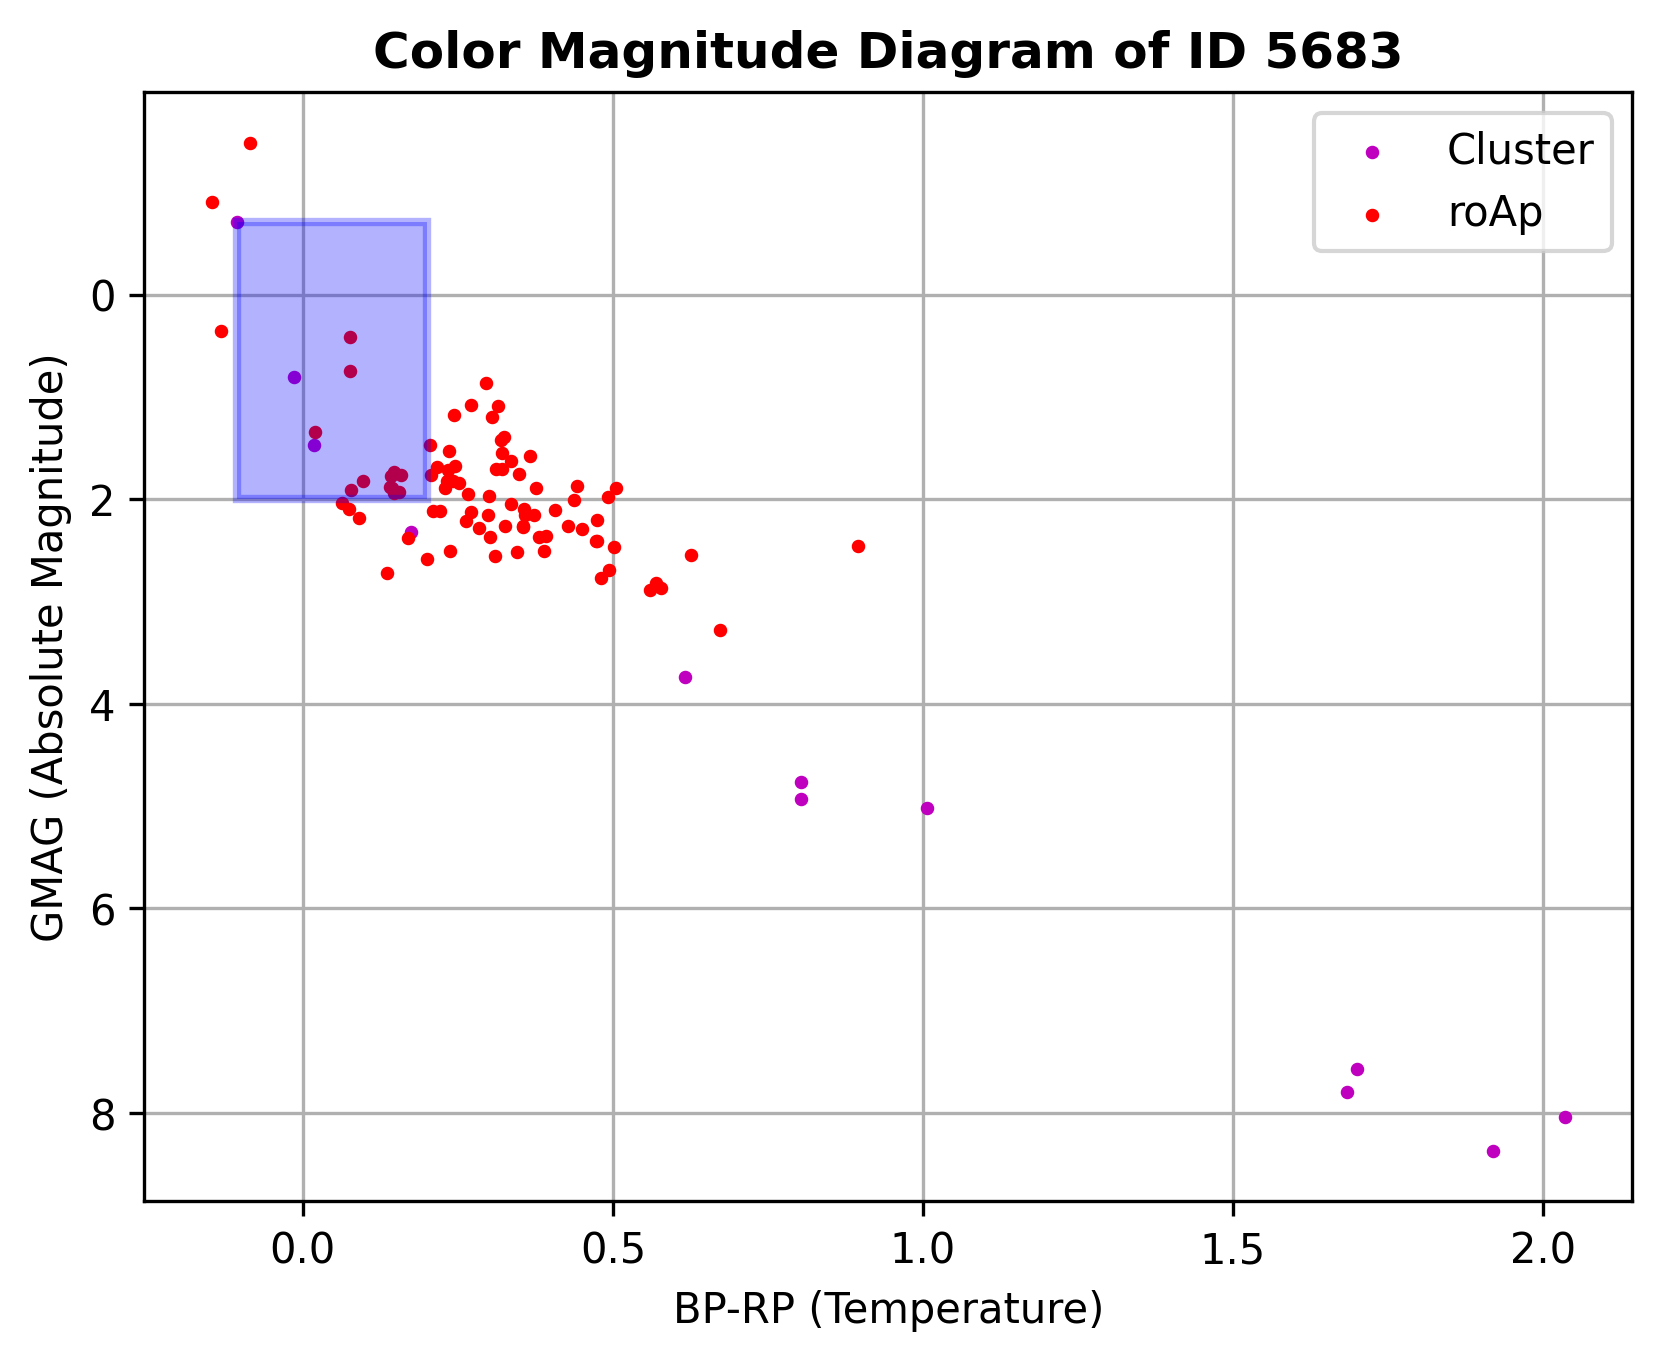 Color Magnitude Diagram of ID 5683
Cluster
roAp
GMAG (Absolute Magnitude)
0
2
4
6
8
0.0 0.5 1.0 1.5 2.0
BP-RP (Temperature)